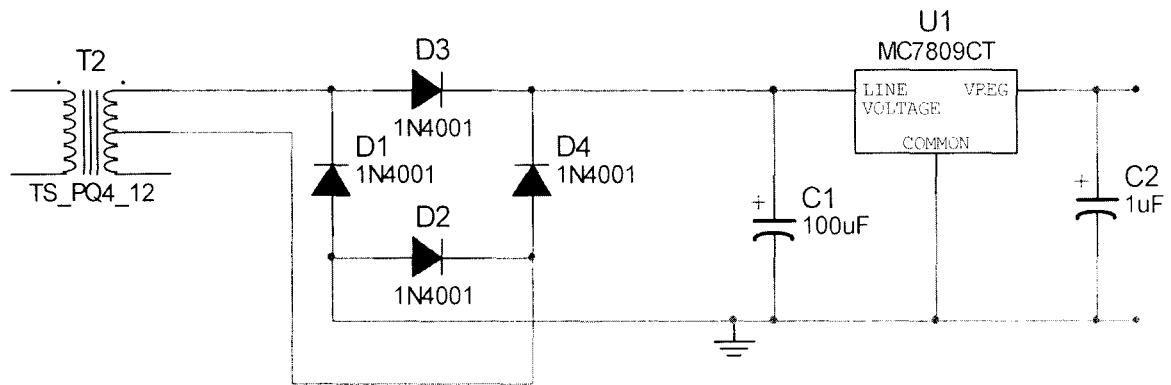 U1
MC7809CT
T2
D3
LINE
VREG
VOLTAGE
COMMON
1N4001
D1
1N4001
D4
1N4001
TS_PQ4_12
D2
+
C1
100uF
+
C2
1uF
1N4001